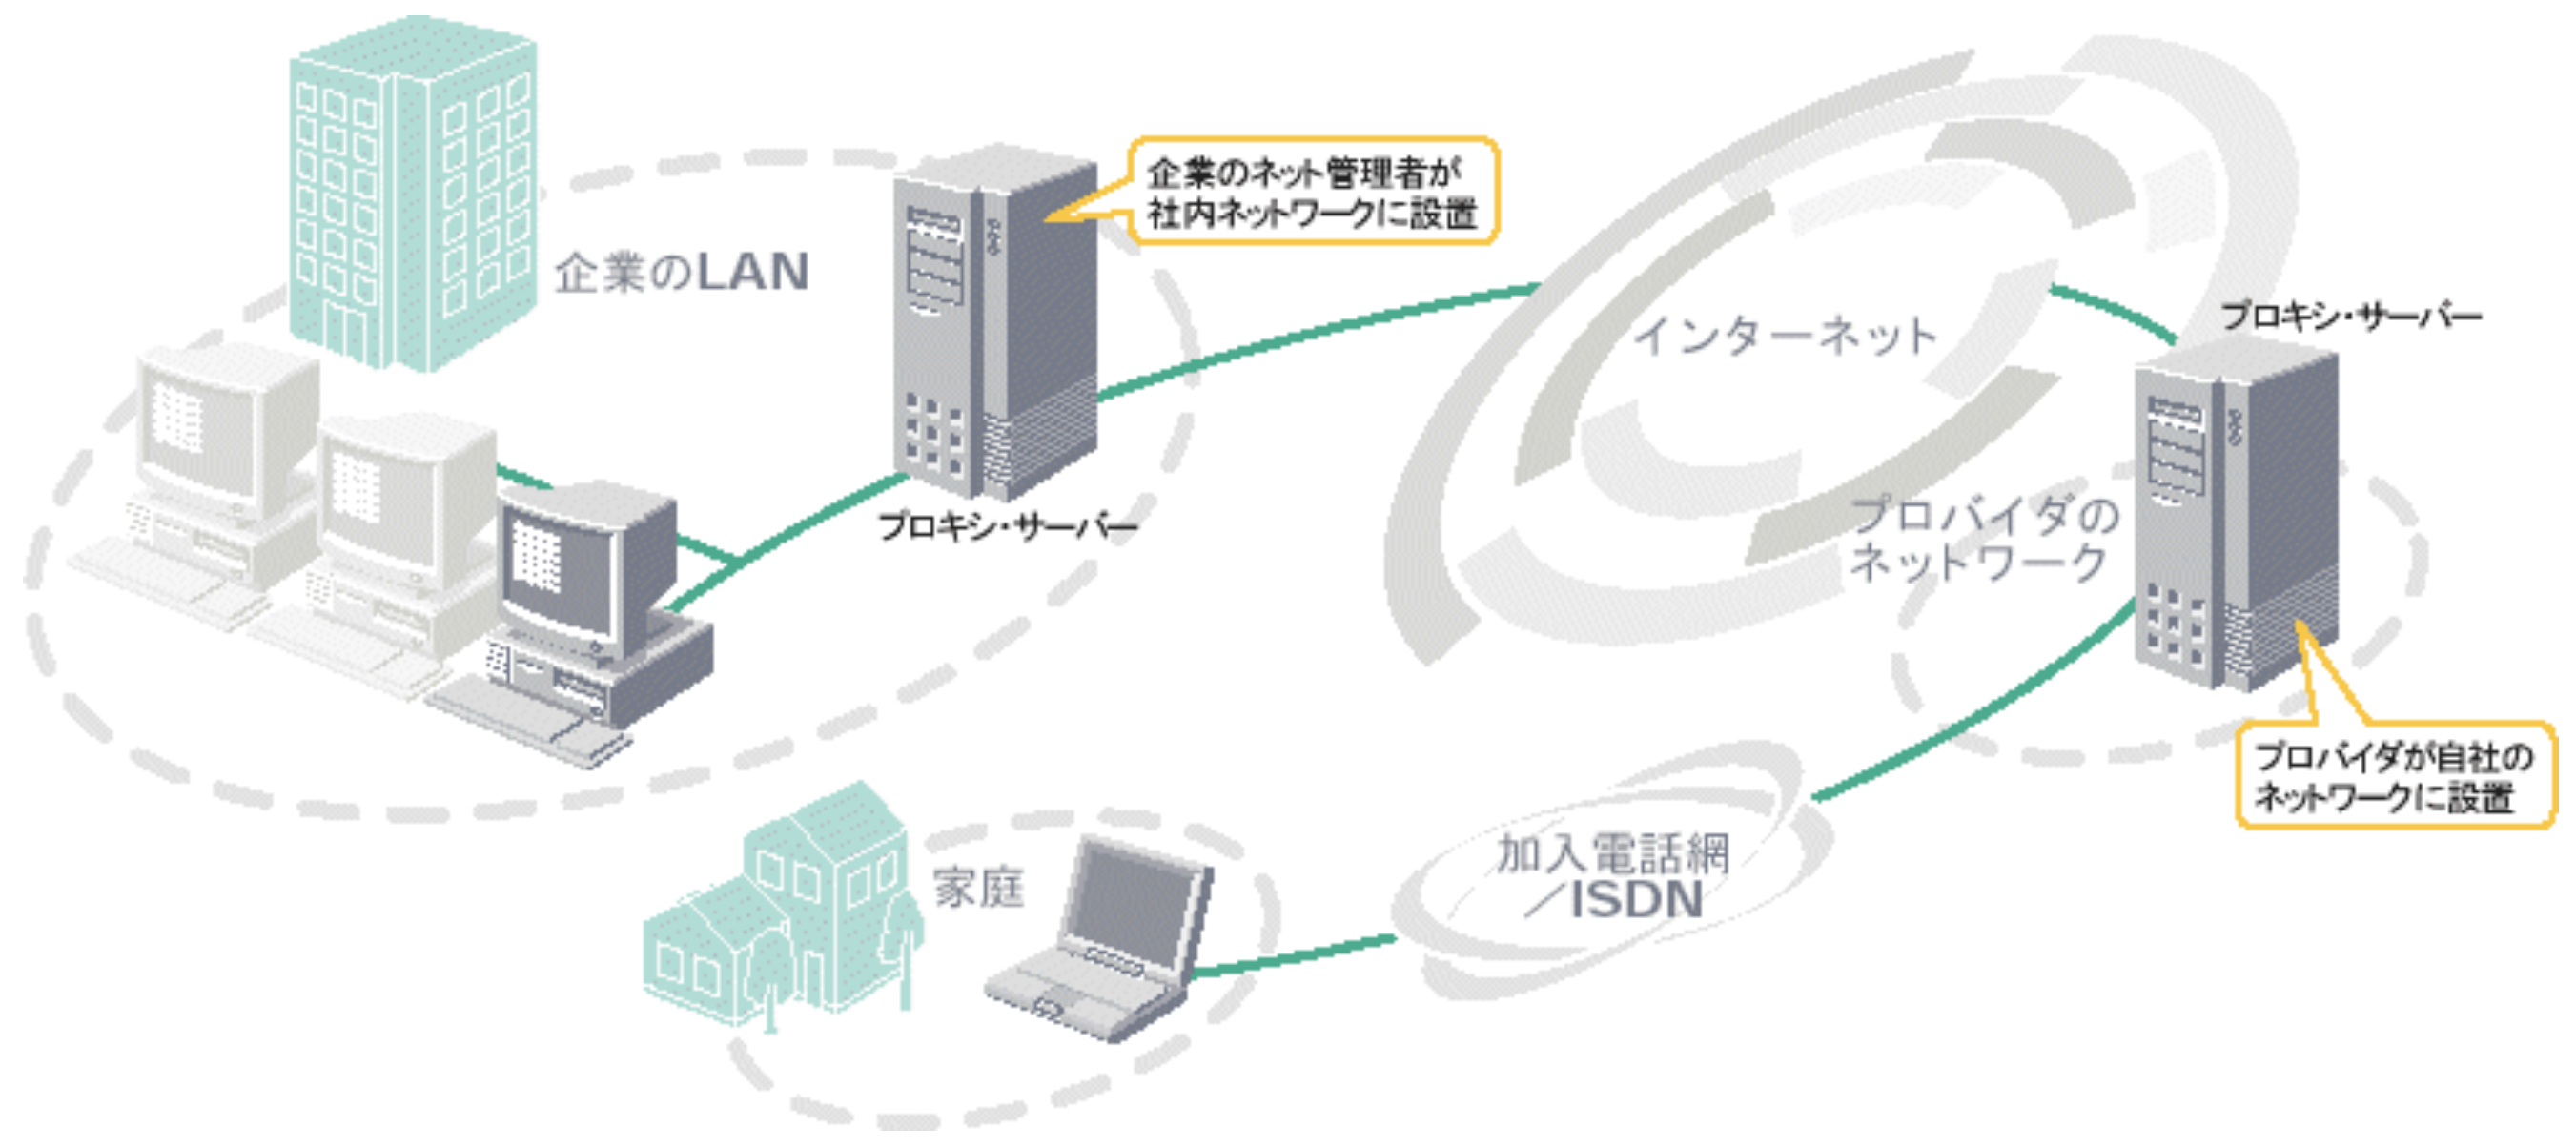 企業のネット管理者が
社内ネットワークに設置
企業のLAN
プロキシ・サーバー
インターネット
プロキシ・サーバー
プロバイダの
ネットワーク
プロバイダが自社の
ネットワークに設置
家庭
加入電話網
／ISDN